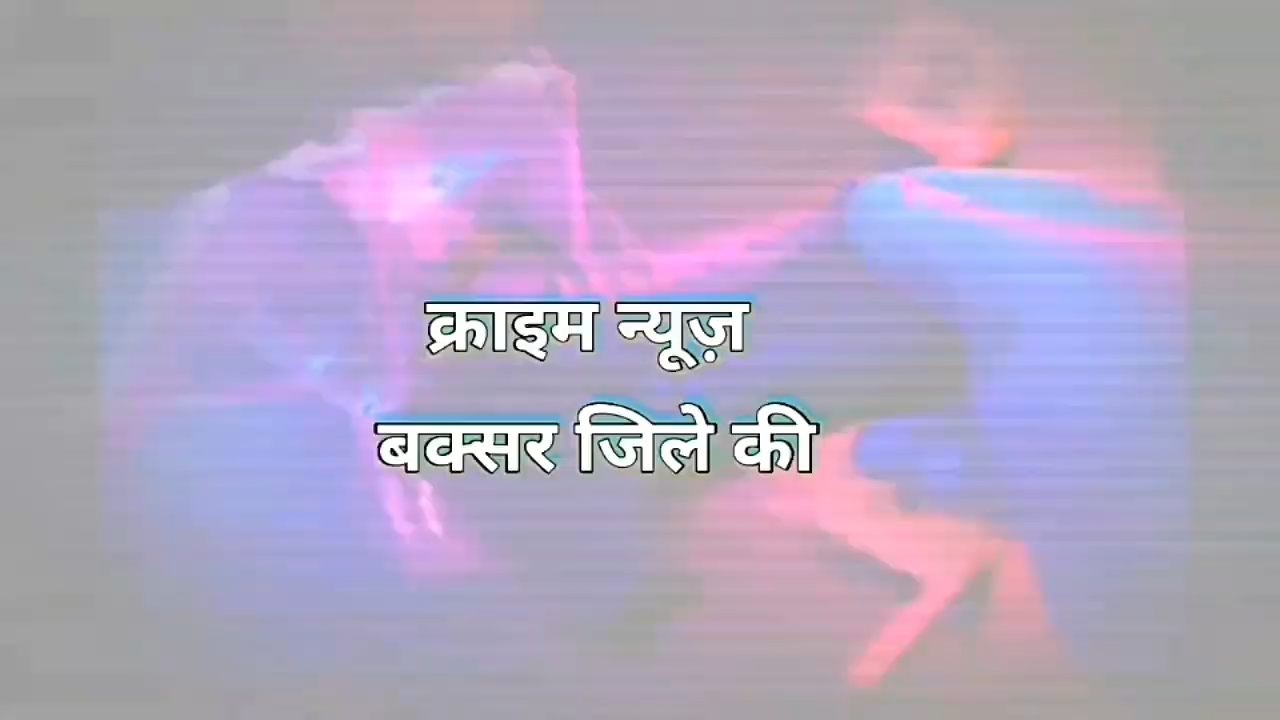 क्राइम न्यूज़
बक्सर जिले की